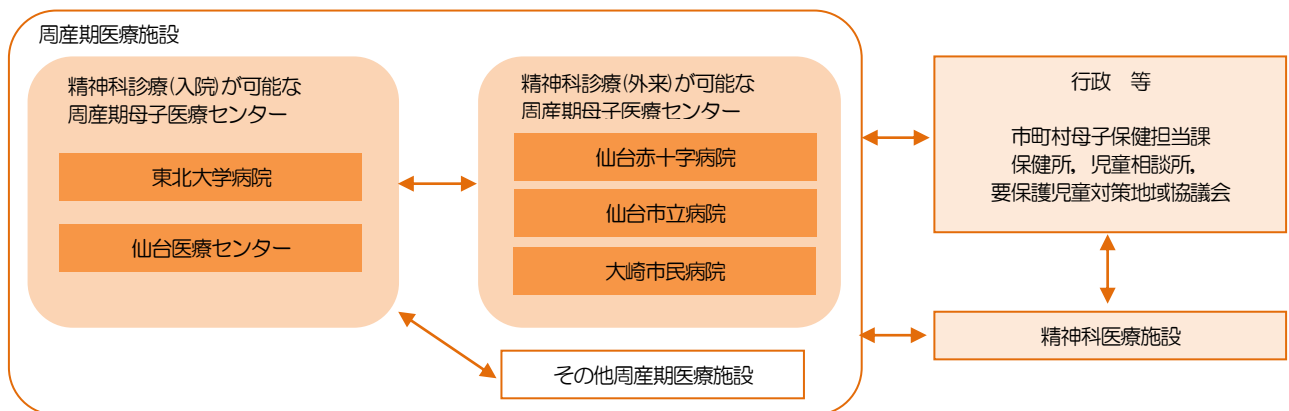 周産期医療施設
精神科診療(入院)が可能な
周産期母子医療センター
東北大学病院
仙台医療センター
精神科診療(外来)が可能な
周産期母子医療センター
仙台赤十字病院
仙台市立病院
大崎市民病院
その他周産期医療施設
行政　等
市町村母子保健担当課
保健所，児童相談所，
要保護児童対策地域協議会
精神科医療施設